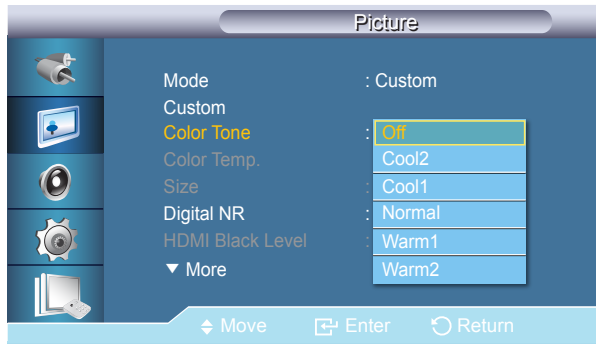 Picture
Mode : Custom
Custom
Color Tone : Off
Color Temp. Cool2
Size : Cool1
Digital NR : Normal
HDMI Black Level : Warm1
▼ More Warm2
Move Enter Return